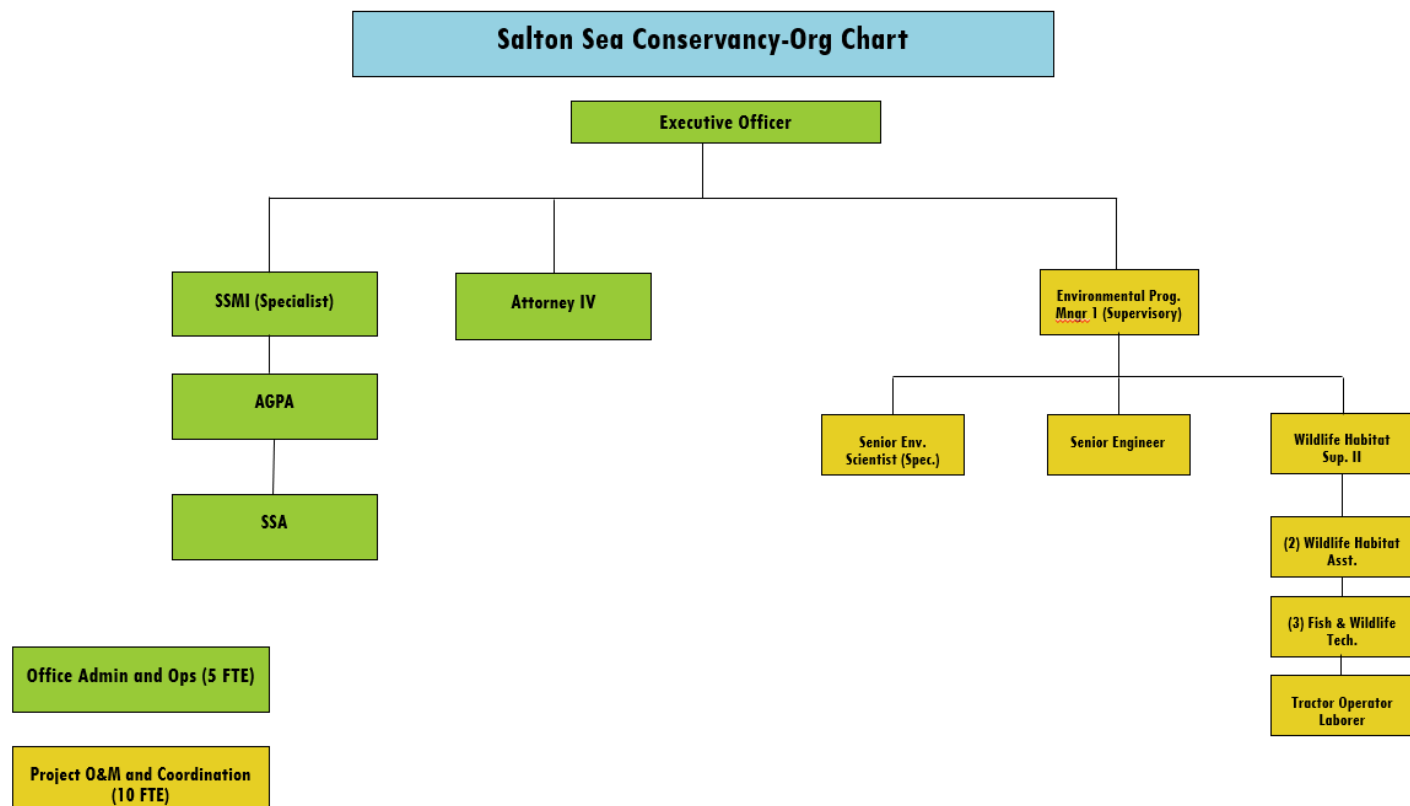 Salton Sea Conservancy-Org Chart
Executive Officer
SSMI (Specialist)
Attorney IV
Environmental Prog.
Mngr 1 (Supervisory)
AGPA
Senior Env.
Scientist (Spec.)
Senior Engineer
Wildlife Habitat
Sup. II
SSA
(2) Wildlife Habitat
Asst.
(3) Fish & Wildlife
Tech.
Tractor Operator
Laborer
Office Admin and Ops (5 FTE)
Project O&M and Coordination
(10 FTE)